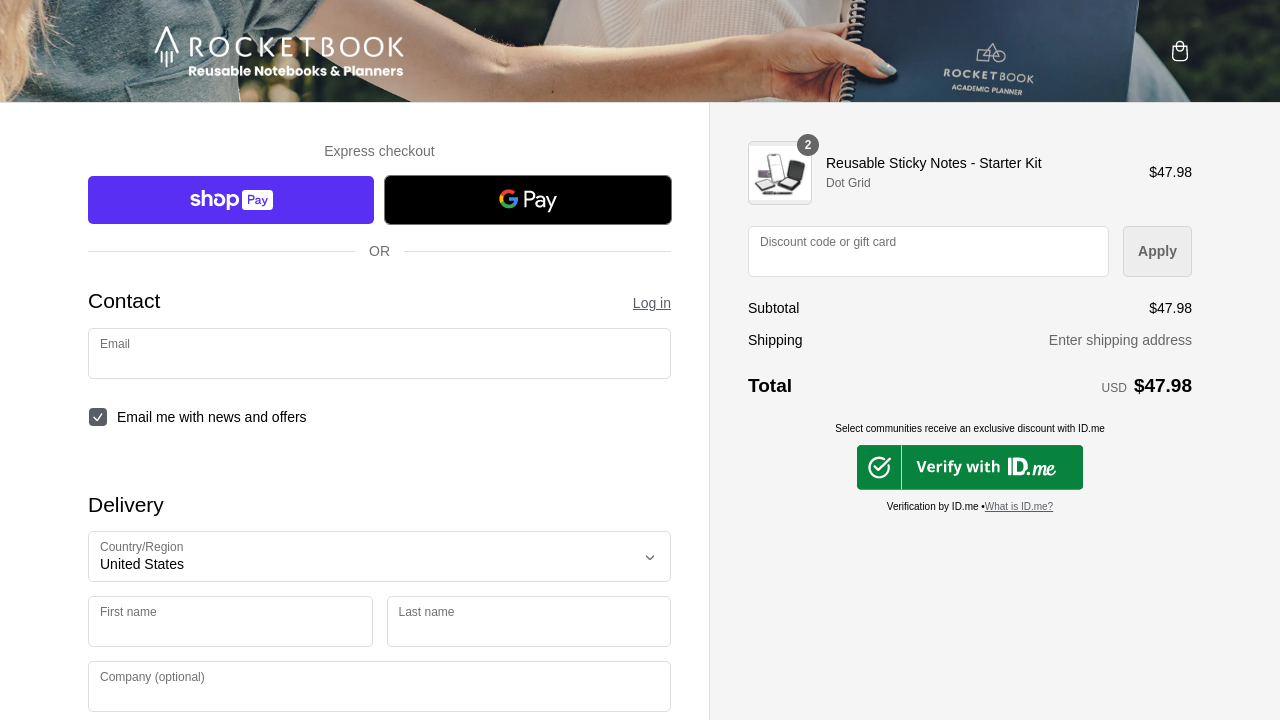 ROCKETBOOK
Reusable Notebooks & Planners
ROCKETBOOK
ACADEMIC PLANNER
Express checkout
shop Pay
G Pay
OR
Contact
Log in
Email
Email me with news and offers
Delivery
Country/Region
United States
First name
Last name
Company (optional)
2
Reusable Sticky Notes - Starter Kit
Dot Grid
$47.98
Discount code or gift card
Apply
Subtotal
$47.98
Shipping
Enter shipping address
Total
USD $47.98
Select communities receive an exclusive discount with ID.me
Verify with ID.me
Verification by ID.me •What is ID.me?